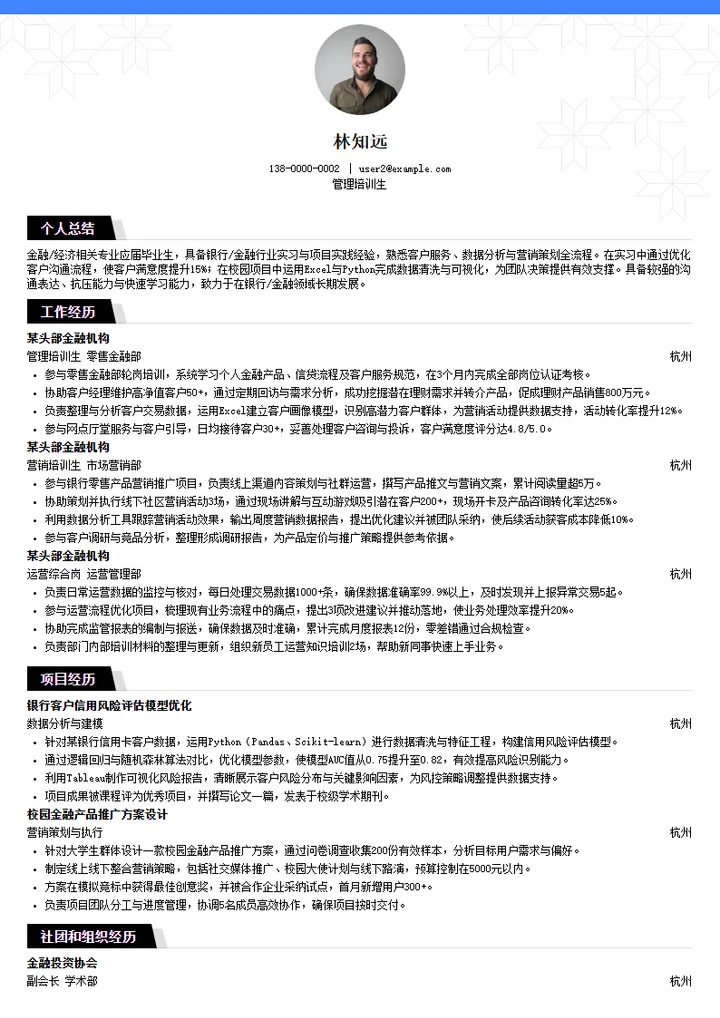 林知远
138-0000-0002 | user2@example.com
管理培训生
个人总结
金融/经济相关专业应届毕业生，具备银行/金融行业实习与项目实践经验，熟悉客户服务、数据分析与营销策划全流程。在实习中通过优化
客户沟通流程，使客户满意度提升15%；在校园项目中运用Excel与Python完成数据清洗与可视化，为团队决策提供有效支撑。具备较强的沟
通表达、抗压能力与快速学习能力，致力于在银行/金融领域长期发展。
工作经历
某头部金融机构
管理培训生 零售金融部 杭州
• 参与零售金融部轮岗培训，系统学习个人金融产品、信贷流程及客户服务规范，在3个月内完成全部岗位认证考核。
• 协助客户经理维护高净值客户50+，通过定期回访与需求分析，成功挖掘潜在理财需求并转介产品，促成理财产品销售800万元。
• 负责整理与分析客户交易数据，运用Excel建立客户画像模型，识别高潜力客户群体，为营销活动提供数据支持，活动转化率提升12%。
• 参与网点厅堂服务与客户引导，日均接待客户30+，妥善处理客户咨询与投诉，客户满意度评分达4.8/5.0。
某头部金融机构
营销培训生 市场营销部 杭州
• 参与银行零售产品营销推广项目，负责线上渠道内容策划与社群运营，撰写产品推文与营销文案，累计阅读量超5万。
• 协助策划并执行线下社区营销活动3场，通过现场讲解与互动游戏吸引潜在客户200+，现场开卡及产品咨询转化率达25%。
• 利用数据分析工具跟踪营销活动效果，输出周度营销数据报告，提出优化建议并被团队采纳，使后续活动获客成本降低10%。
• 参与客户调研与竞品分析，整理形成调研报告，为产品定价与推广策略提供参考依据。
某头部金融机构
运营综合岗 运营管理部 杭州
• 负责日常运营数据的监控与核对，每日处理交易数据1000+条，确保数据准确率99.9%以上，及时发现并上报异常交易5起。
• 参与运营流程优化项目，梳理现有业务流程中的痛点，提出3项改进建议并推动落地，使业务处理效率提升20%。
• 协助完成监管报表的编制与报送，确保数据及时准确，累计完成月度报表12份，零差错通过合规检查。
• 负责部门内部培训材料的整理与更新，组织新员工运营知识培训2场，帮助新同事快速上手业务。
项目经历
银行客户信用风险评估模型优化
数据分析与建模 杭州
• 针对某银行信用卡客户数据，运用Python（Pandas、Scikit-learn）进行数据清洗与特征工程，构建信用风险评估模型。
• 通过逻辑回归与随机森林算法对比，优化模型参数，使模型AUC值从0.75提升至0.82，有效提高风险识别能力。
• 利用Tableau制作可视化风险报告，清晰展示客户风险分布与关键影响因素，为风控策略调整提供数据支持。
• 项目成果被课程评为优秀项目，并撰写论文一篇，发表于校级学术期刊。
校园金融产品推广方案设计
营销策划与执行 杭州
• 针对大学生群体设计一款校园金融产品推广方案，通过问卷调查收集200份有效样本，分析目标用户需求与偏好。
• 制定线上线下整合营销策略，包括社交媒体推广、校园大使计划与线下路演，预算控制在5000元以内。
• 方案在模拟竞标中获得最佳创意奖，并被合作企业采纳试点，首月新增用户300+。
• 负责项目团队分工与进度管理，协调5名成员高效协作，确保项目按时交付。
社团和组织经历
金融投资协会
副会长 学术部 杭州